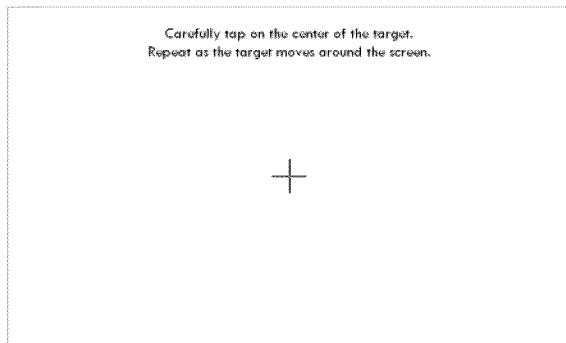 Carefully tap on the center of the target.
Repeat as the target moves around the screen.